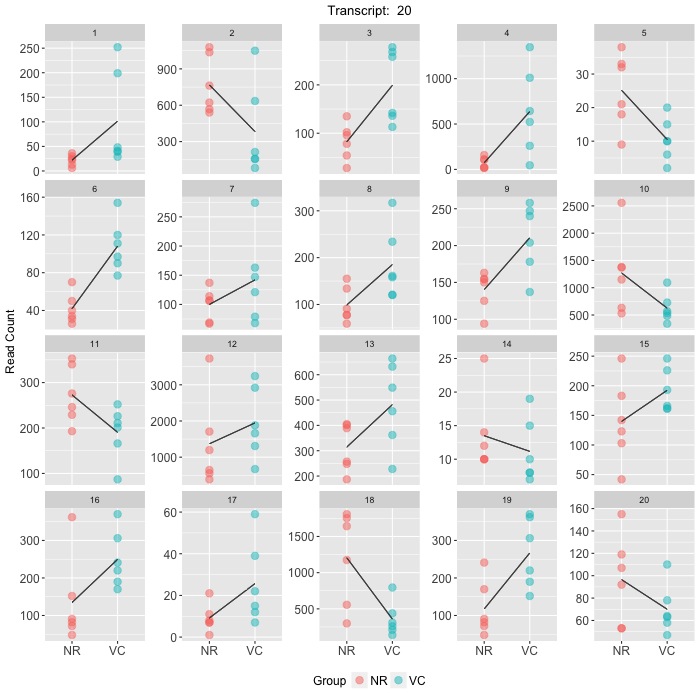 Transcript: 20
1 2 3 4 5
250 200 150 100 50 0
900 600 300
200 100
1000 500 0
30 20 10
6 7 8 9 10
160 120 80 40
250 200 150 100
300 200 100
250 200 150 100
2500 2000 1500 1000 500
Read Count
11 12 13 14 15
300 200 100
3000 2000 1000
600 500 400 300 200
25 20 15 10
250 200 150 100 50
16 17 18 19 20
300 200 100
60 40 20 0
1500 1000 500
300 200 100
160 140 120 100 80 60
NR VC NR VC NR VC NR VC NR VC
Group NR VC